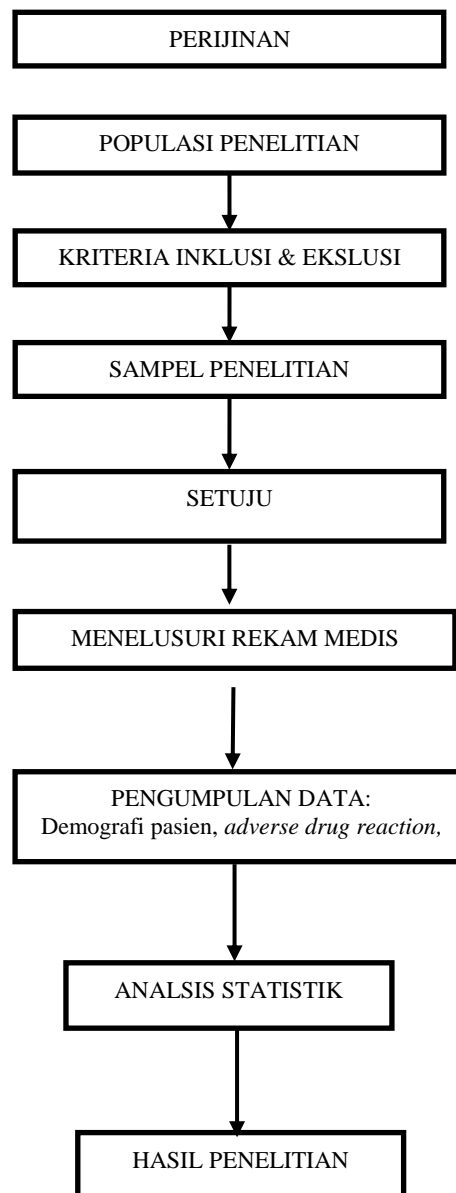 PERIJINAN
POPULASI PENELITIAN
KRITERIA INKLUSI & EKSLUSI
SAMPEL PENELITIAN
SETUJU
MENELUSURI REKAM MEDIS
PENGUMPULAN DATA:
Demografi pasien, adverse drug reaction,
ANALSIS STATISTIK
HASIL PENELITIAN